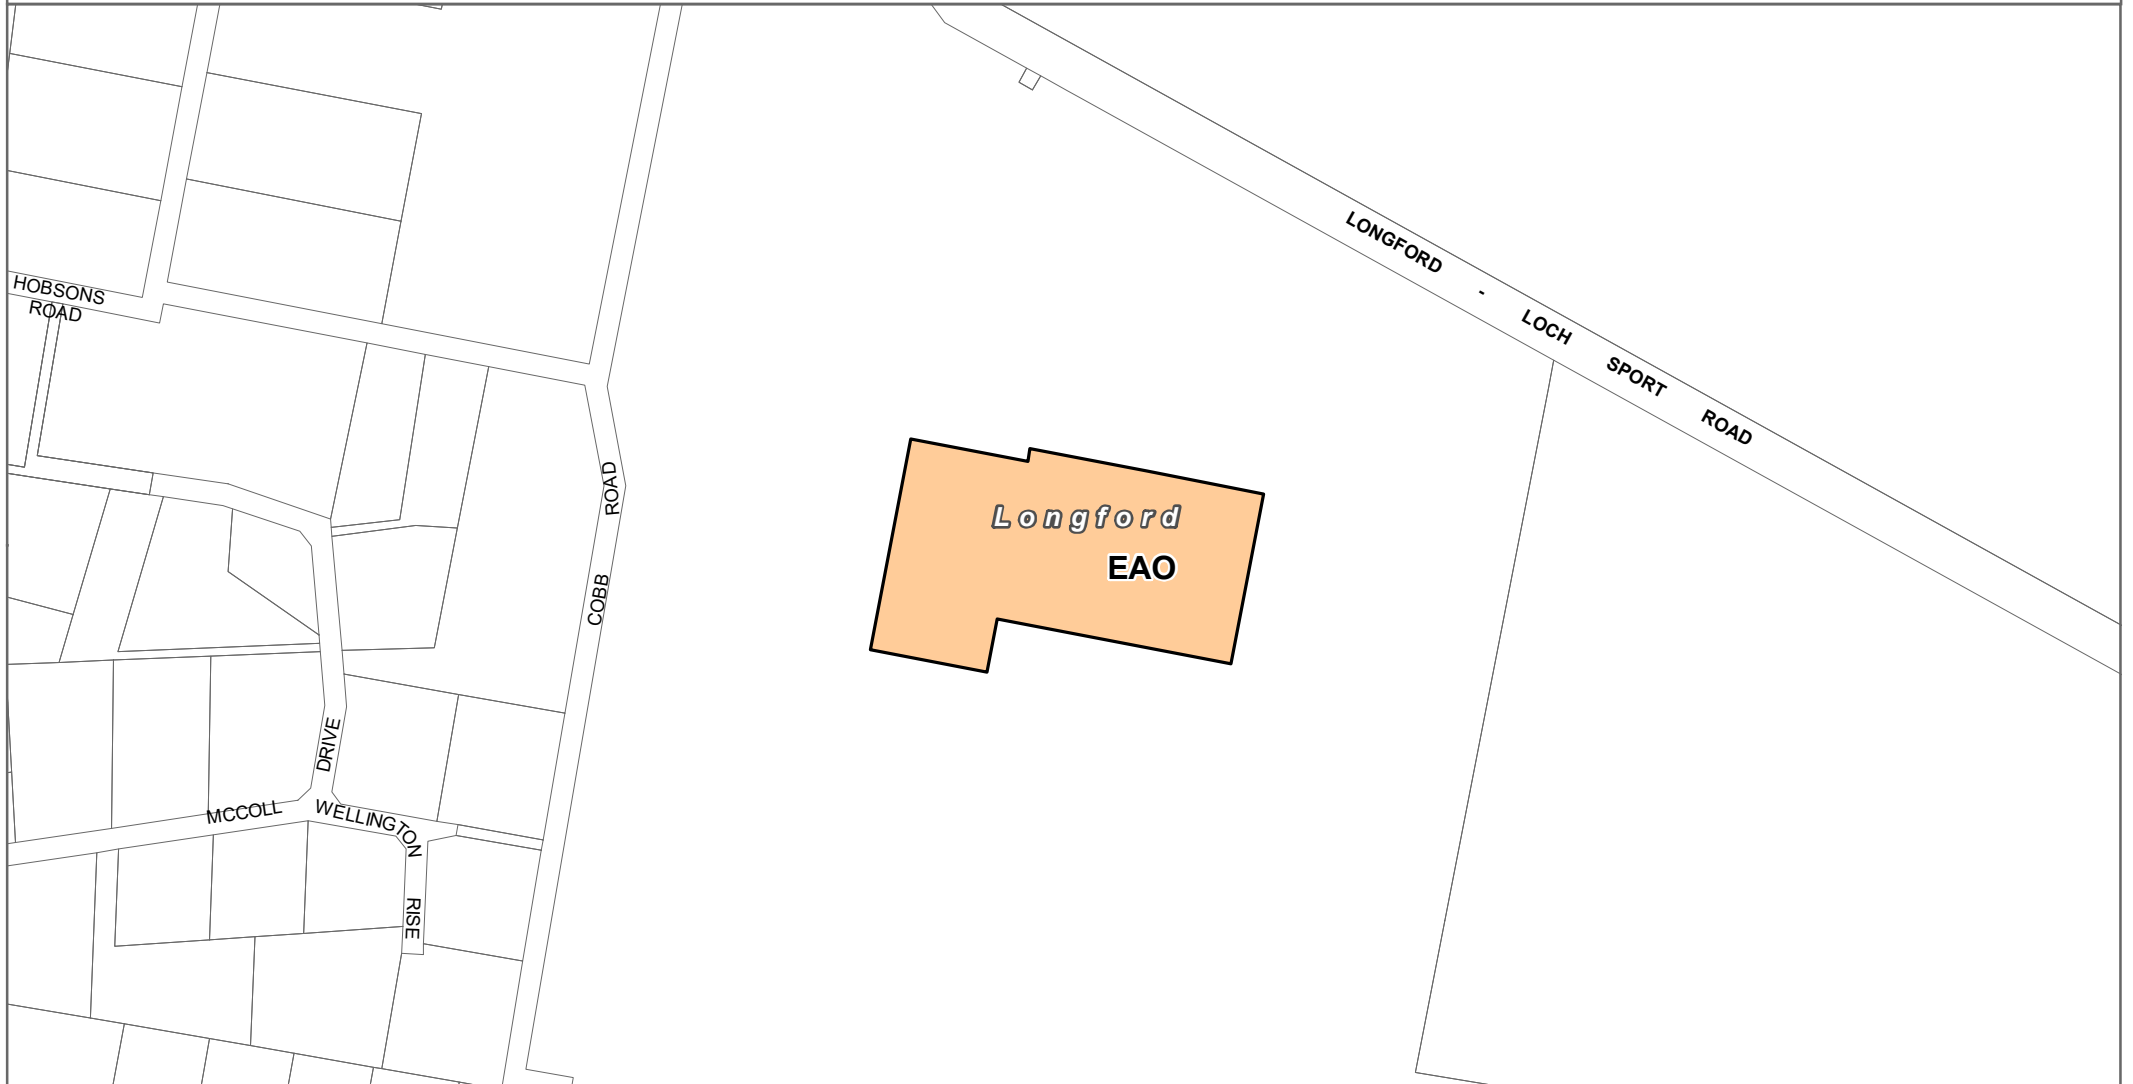 LONGFORD - LOCH SPORT ROAD
HOBSONS
ROAD
COBB ROAD
Longford
EAO
MCCOLL DRIVE
WELLINGTON RISE